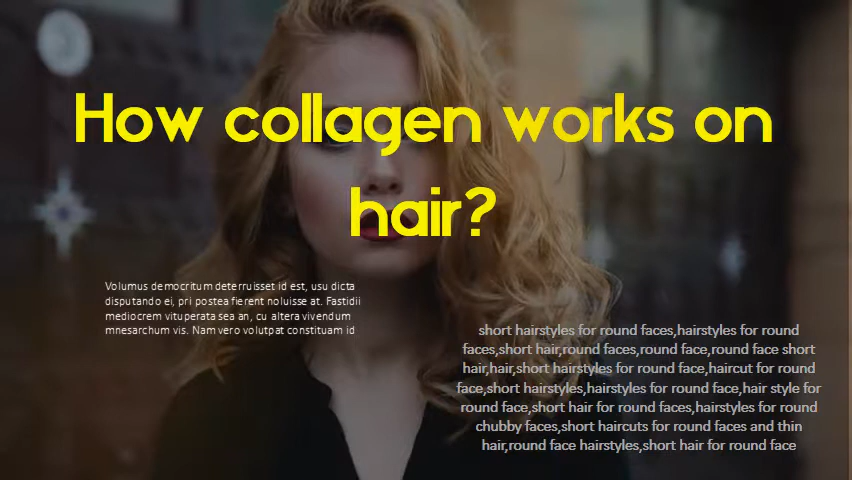 How collagen works on
hair?
Volumus democritum deterruisset id est, usu dicta
disputando ei, pri postea fierent noluisse at. Fastidii
mediocrem vituperata sea an, cu altera vivendum
mnesarchum vis. Nam vero volutpat constituam id
short hairstyles for round faces,hairstyles for round
faces,short hair,round faces,round face,round face short
hair,hair,short hairstyles for round face,haircut for round
face,short hairstyles,hairstyles for round face,hair style for
round face,short hair for round faces,hairstyles for round
chubby faces,short haircuts for round faces and thin
hair,round face hairstyles,short hair for round face